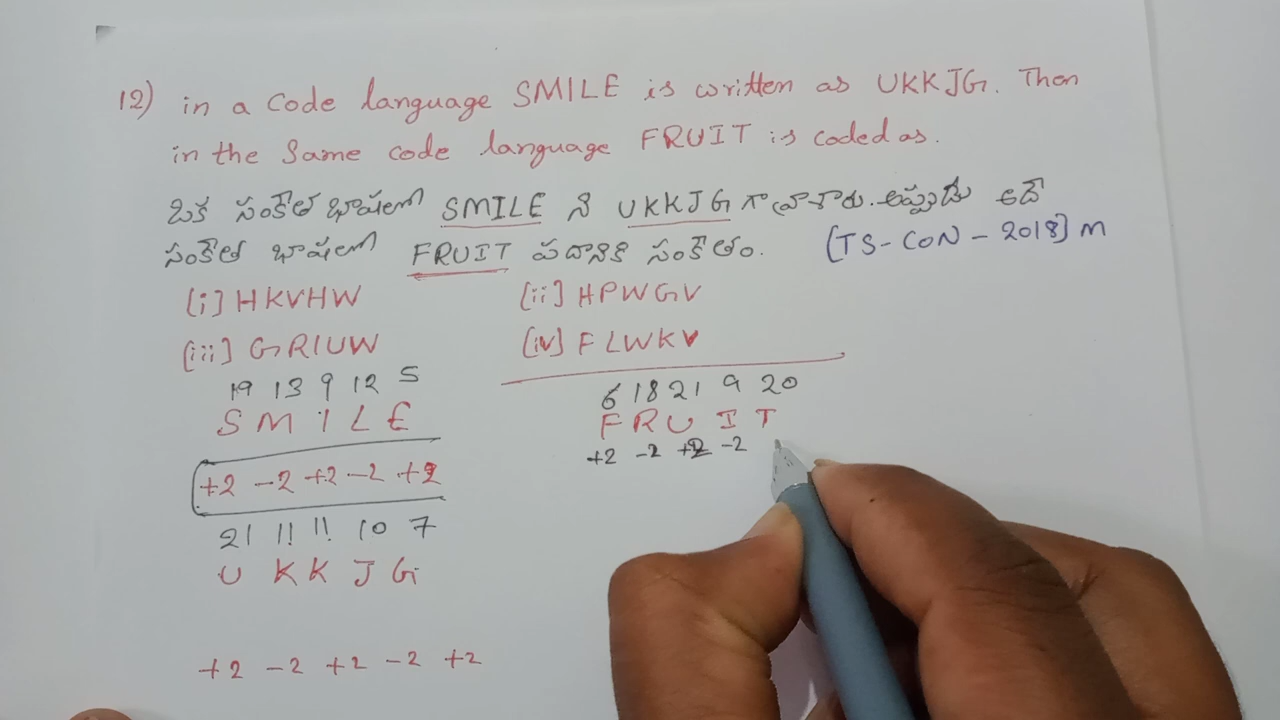 12) in a Code language SMILE is written as UKKJG. Then
in the Same code language FRUIT is coded as.
ఒక సంకేత భాషలో SMILE ని UKKJG గా వ్రాశారు. అప్పుడు అదే
సంకేత భాషలో FRUIT పదానికి సంకేతం. (TS-CON-2018) m
(i) HKVHW (ii) HPWGV
(iii) GRIUW (iv) FLWKV
19 13 9 12 5 6 18 21 9 20
S M I L E F R U I T
+2 -2 +2 -2 +2 +2 -2 +2 -2
21 11 11 10 7
U K K J G
+2 -2 +2 -2 +2